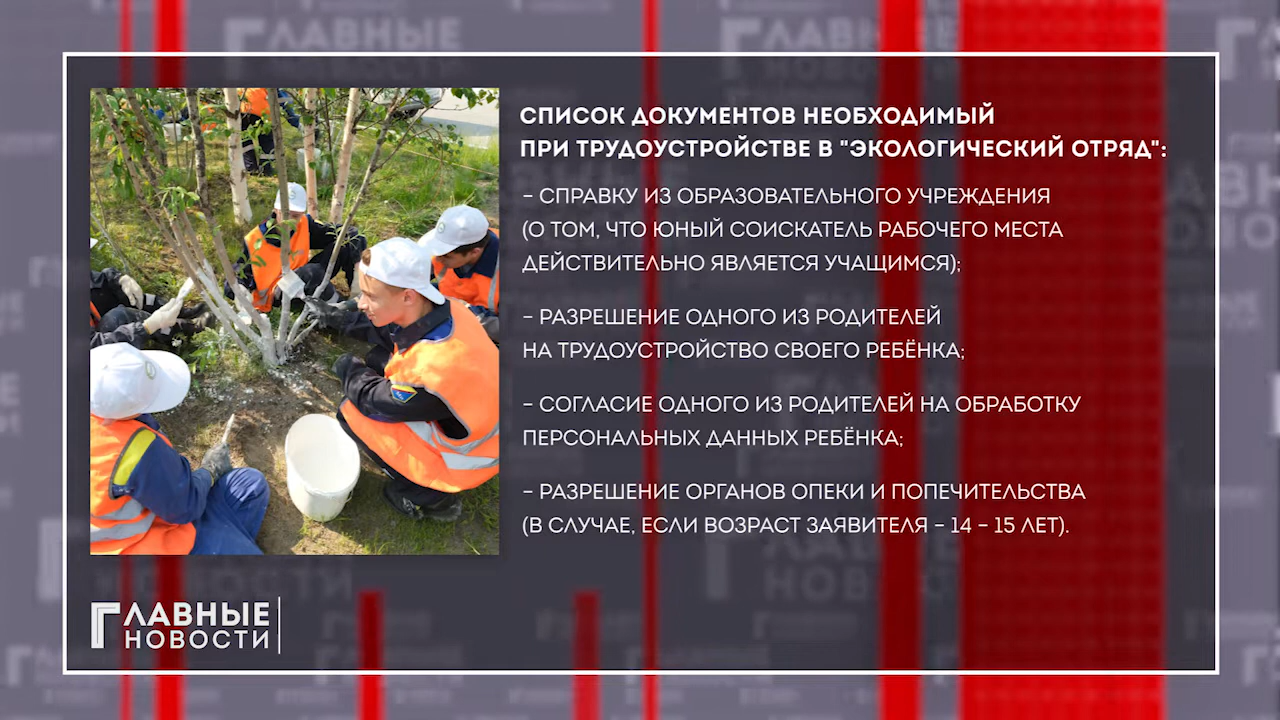 СПИСОК ДОКУМЕНТОВ НЕОБХОДИМЫЙ
ПРИ ТРУДОУСТРОЙСТВЕ В "ЭКОЛОГИЧЕСКИЙ ОТРЯД":
– СПРАВКУ ИЗ ОБРАЗОВАТЕЛЬНОГО УЧРЕЖДЕНИЯ
(О ТОМ, ЧТО ЮНЫЙ СОИСКАТЕЛЬ РАБОЧЕГО МЕСТА
ДЕЙСТВИТЕЛЬНО ЯВЛЯЕТСЯ УЧАЩИМСЯ);
– РАЗРЕШЕНИЕ ОДНОГО ИЗ РОДИТЕЛЕЙ
НА ТРУДОУСТРОЙСТВО СВОЕГО РЕБЁНКА;
– СОГЛАСИЕ ОДНОГО ИЗ РОДИТЕЛЕЙ НА ОБРАБОТКУ
ПЕРСОНАЛЬНЫХ ДАННЫХ РЕБЁНКА;
– РАЗРЕШЕНИЕ ОРГАНОВ ОПЕКИ И ПОПЕЧИТЕЛЬСТВА
(В СЛУЧАЕ, ЕСЛИ ВОЗРАСТ ЗАЯВИТЕЛЯ – 14 – 15 ЛЕТ).
ГЛАВНЫЕ
НОВОСТИ